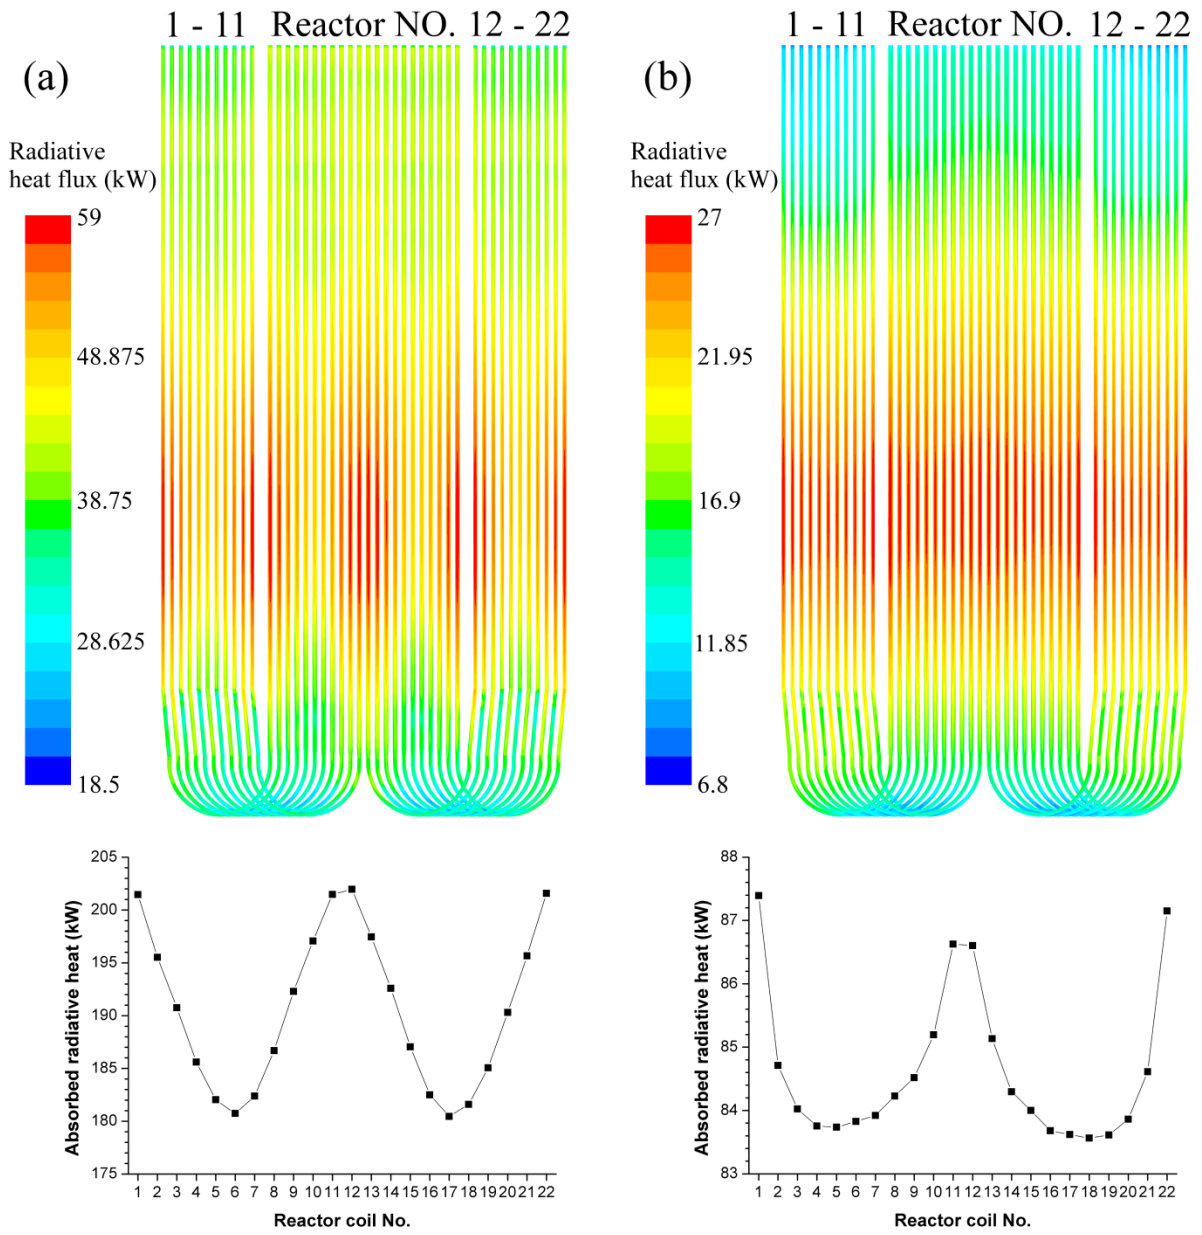 1 - 11 Reactor NO. 12 - 22
(a)
Radiative
heat flux (kW)
59
48.875
38.75
28.625
18.5
1 - 11 Reactor NO. 12 - 22
(b)
Radiative
heat flux (kW)
27
21.95
16.9
11.85
6.8
Absorbed radiative heat (kW)
205
200
195
190
185
180
175
1 2 3 4 5 6 7 8 9 10 11 12 13 14 15 16 17 18 19 20 21 22
Reactor coil No.
Absorbed radiative heat (kW)
88
87
86
85
84
83
1 2 3 4 5 6 7 8 9 10 11 12 13 14 15 16 17 18 19 20 21 22
Reactor coil No.